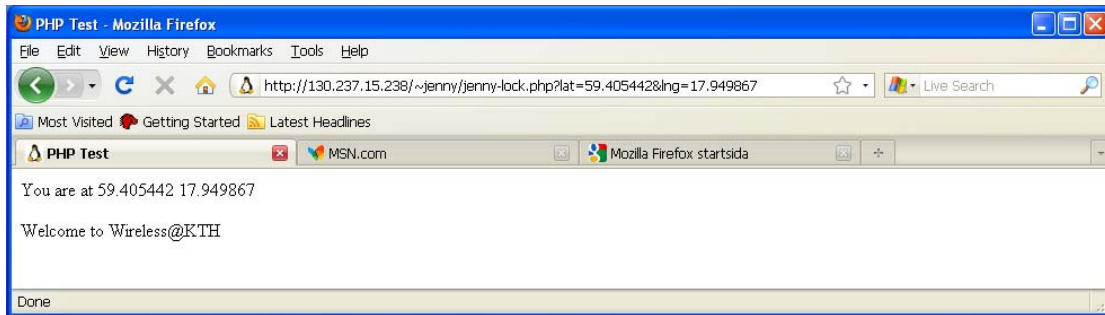 PHP Test - Mozilla Firefox
File Edit View History Bookmarks Tools Help
http://130.237.15.238/~jenny/jenny-lock.php?lat=59.405442&lng=17.949867 Live Search
Most Visited Getting Started Latest Headlines
PHP Test MSN.com Mozilla Firefox startsida
You are at 59.405442 17.949867
Welcome to Wireless@KTH
Done